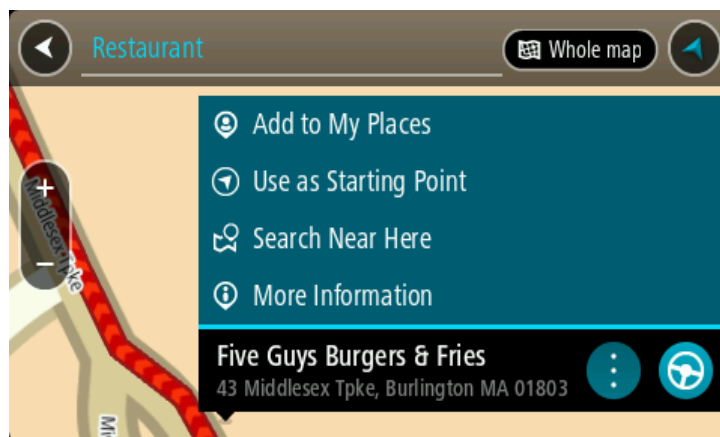 Restaurant
Whole map
Add to My Places
Use as Starting Point
Search Near Here
More Information
+
Middlesex Tpke
−
Five Guys Burgers & Fries
43 Middlesex Tpke, Burlington MA 01803
Mi